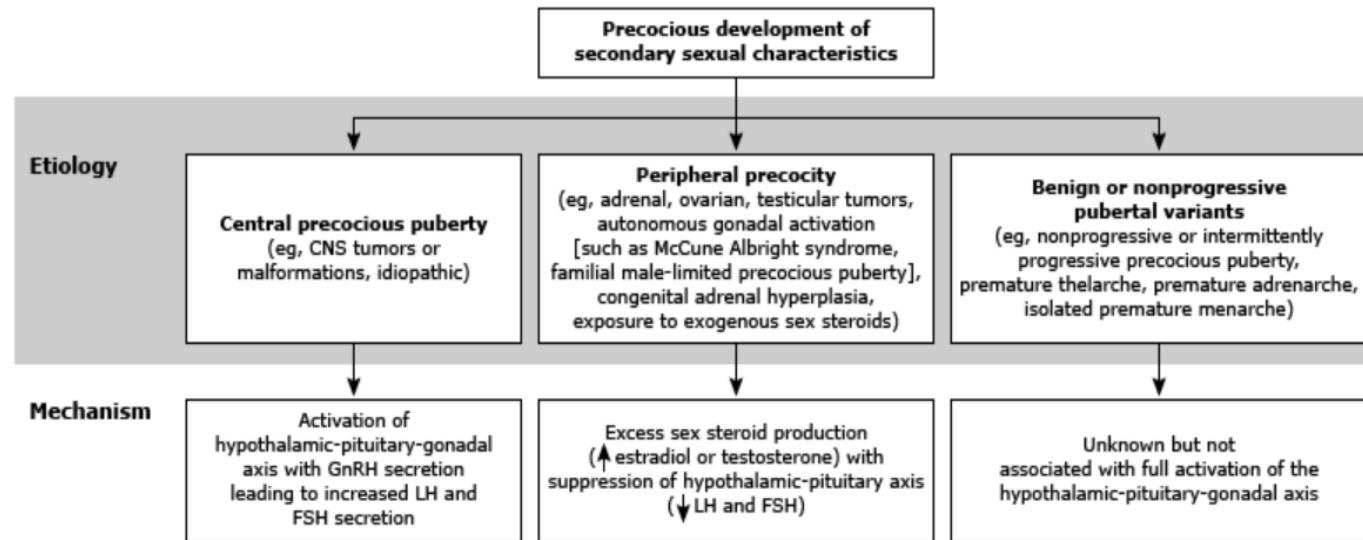 Precocious development of
secondary sexual characteristics
Etiology
Central precocious puberty
(eg, CNS tumors or
malformations, idiopathic)
Peripheral precocity
(eg, adrenal, ovarian, testicular tumors,
autonomous gonadal activation
[such as McCune Albright syndrome,
familial male-limited precocious puberty],
congenital adrenal hyperplasia,
exposure to exogenous sex steroids)
Benign or nonprogressive
pubertal variants
(eg, nonprogressive or intermittently
progressive precocious puberty,
premature thelarche, premature adrenarche,
isolated premature menarche)
Mechanism
Activation of
hypothalamic-pituitary-gonadal
axis with GnRH secretion
leading to increased LH and
FSH secretion
Excess sex steroid production
(↑ estradiol or testosterone) with
suppression of hypothalamic-pituitary axis
(↓ LH and FSH)
Unknown but not
associated with full activation of the
hypothalamic-pituitary-gonadal axis